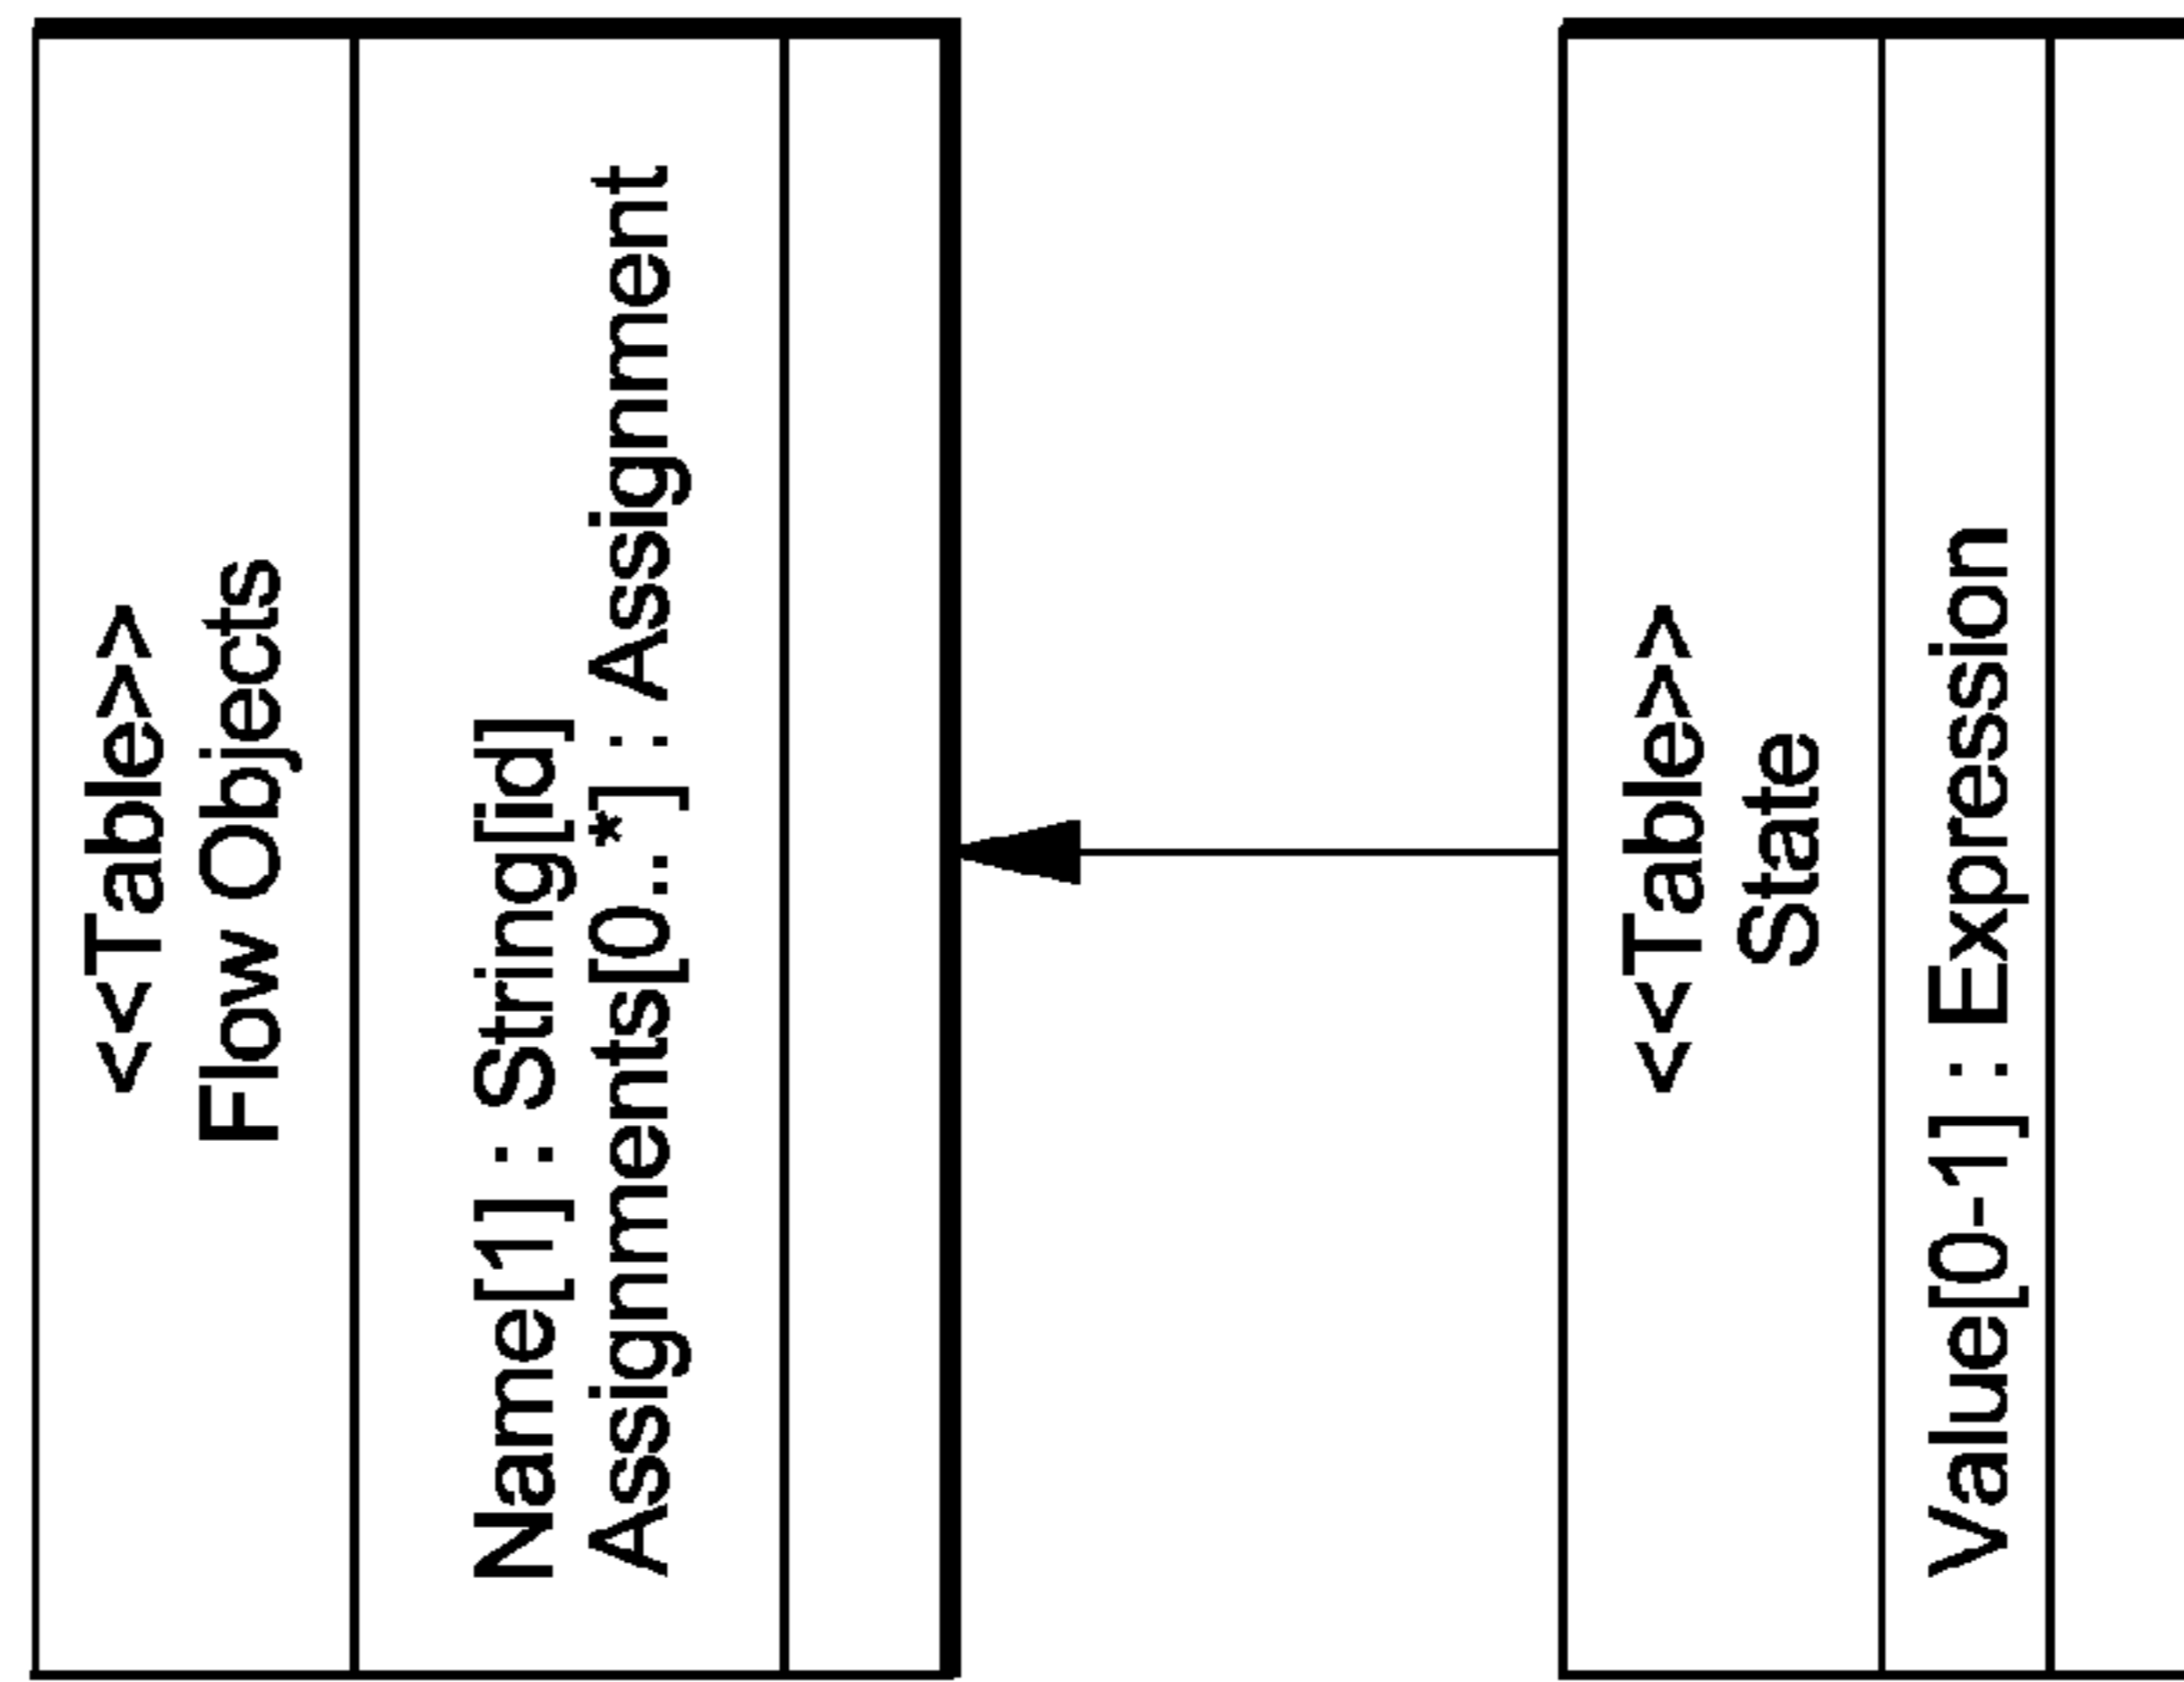 <<Table>>
Flow Objects
Name[1] : String[id]
Assignments[0..*] : Assignment
<<Table>>
State
Value[0-1] : Expression